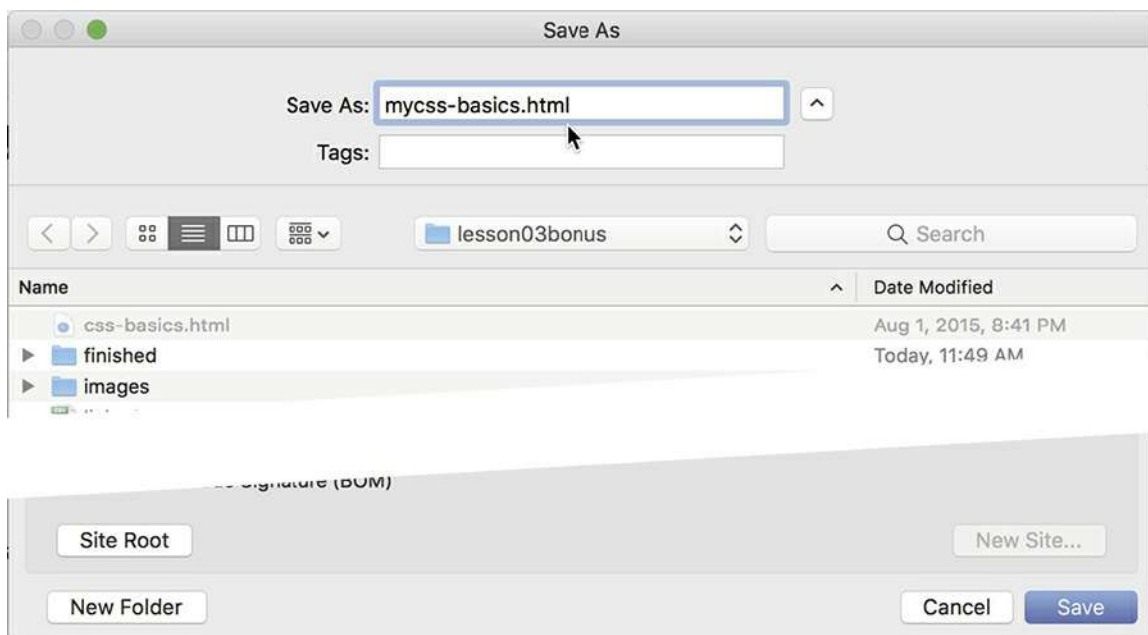 Save As
Save As: mycss-basics.html
Tags:
lesson03bonus
Search
Name Date Modified
css-basics.html Aug 1, 2015, 8:41 PM
finished Today, 11:49 AM
images
Signature (BOM)
Site Root New Site...
New Folder Cancel Save